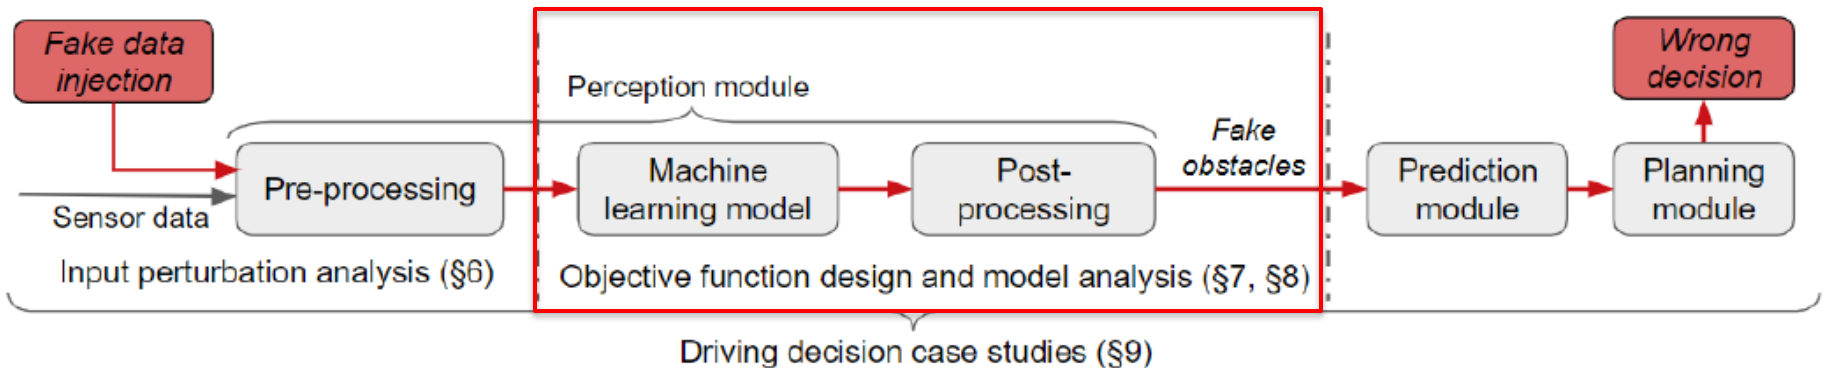 Fake data
injection
Wrong
decision
Perception module
Fake
obstacles
Pre-processing
Machine
learning model
Post-
processing
Prediction
module
Planning
module
Sensor data
Input perturbation analysis (§6)
Objective function design and model analysis (§7, §8)
Driving decision case studies (§9)